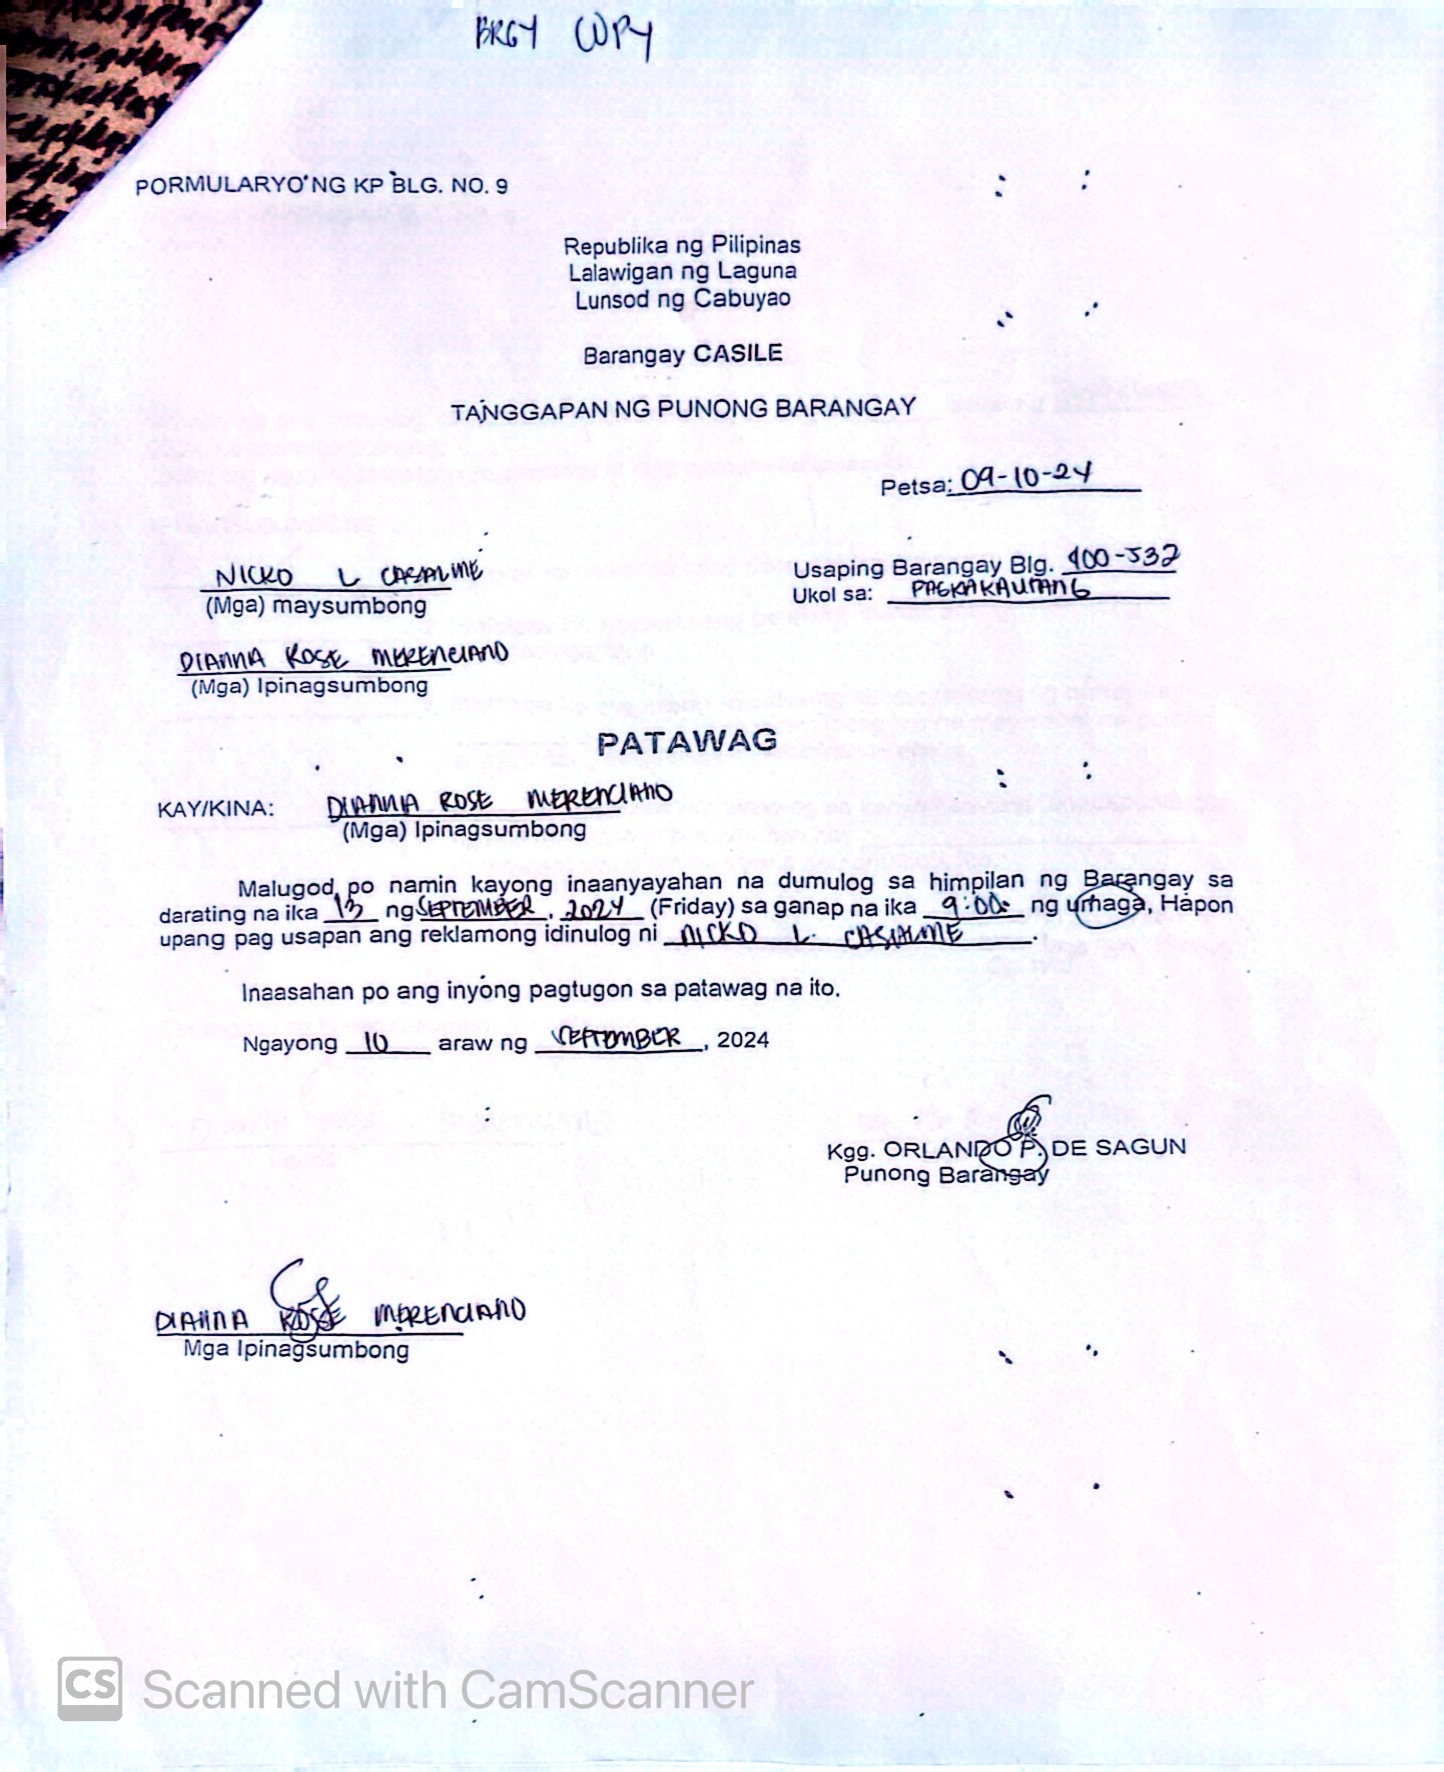 BRGY COPY
PORMULARYO NG KP BLG. NO. 9
Republika ng Pilipinas
Lalawigan ng Laguna
Lunsod ng Cabuyao
Barangay CASILE
TANGGAPAN NG PUNONG BARANGAY
Petsa: 09-10-24
NICKO L CASALME
(Mga) maysumbong
Usaping Barangay Blg. 400-532
Ukol sa: PAGKAKAUTANG
DIANNA ROSE MERENCIANO
(Mga) Ipinagsumbong
PATAWAG
KAY/KINA: DIANNA ROSE MERENCIANO
(Mga) Ipinagsumbong
Malugod po namin kayong inaanyayahan na dumulog sa himpilan ng Barangay sa
darating na ika 13 ng SEPTEMBER, 2024 (Friday) sa ganap na ika 9:00 ng umaga, Hapon
upang pag usapan ang reklamong idinulog ni NICKO L. CASALME.
Inaasahan po ang inyong pagtugon sa patawag na ito.
Ngayong 10 araw ng SEPTEMBER, 2024
Kgg. ORLANDO P. DE SAGUN
Punong Barangay
DIANNA ROSE MERENCIANO
Mga Ipinagsumbong
CS Scanned with CamScanner